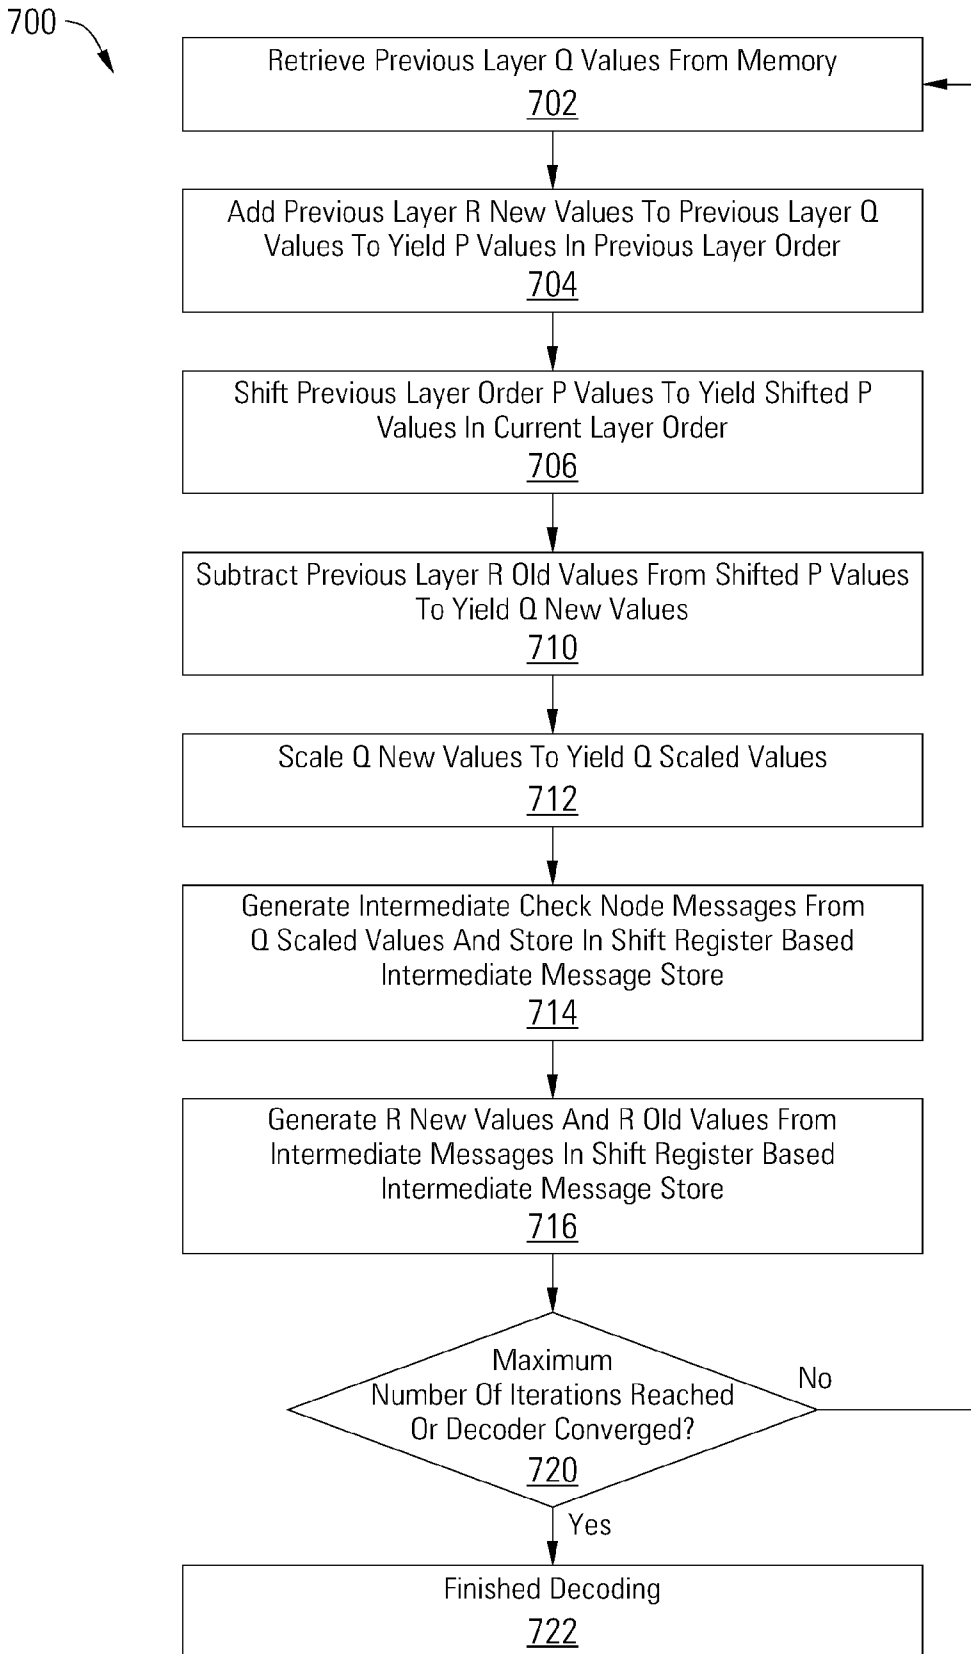 700
Retrieve Previous Layer Q Values From Memory
702
Add Previous Layer R New Values To Previous Layer Q
Values To Yield P Values In Previous Layer Order
704
Shift Previous Layer Order P Values To Yield Shifted P
Values In Current Layer Order
706
Subtract Previous Layer R Old Values From Shifted P Values
To Yield Q New Values
710
Scale Q New Values To Yield Q Scaled Values
712
Generate Intermediate Check Node Messages From
Q Scaled Values And Store In Shift Register Based
Intermediate Message Store
714
Generate R New Values And R Old Values From
Intermediate Messages In Shift Register Based
Intermediate Message Store
716
Maximum
Number Of Iterations Reached
Or Decoder Converged?
720
No
Yes
Finished Decoding
722